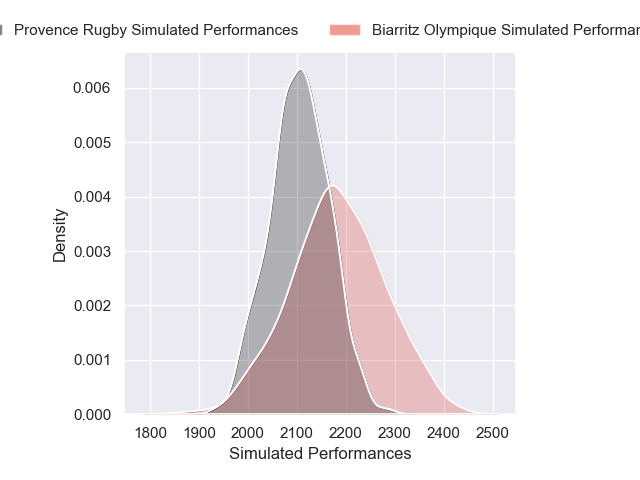 Provence Rugby Simulated Performances
Biarritz Olympique Simulated
0.006
0.005
0.004
0.003
0.002
0.001
0.000
Density
1800 1900 2000 2100 2200 2300 2400 2500
Simulated Performances